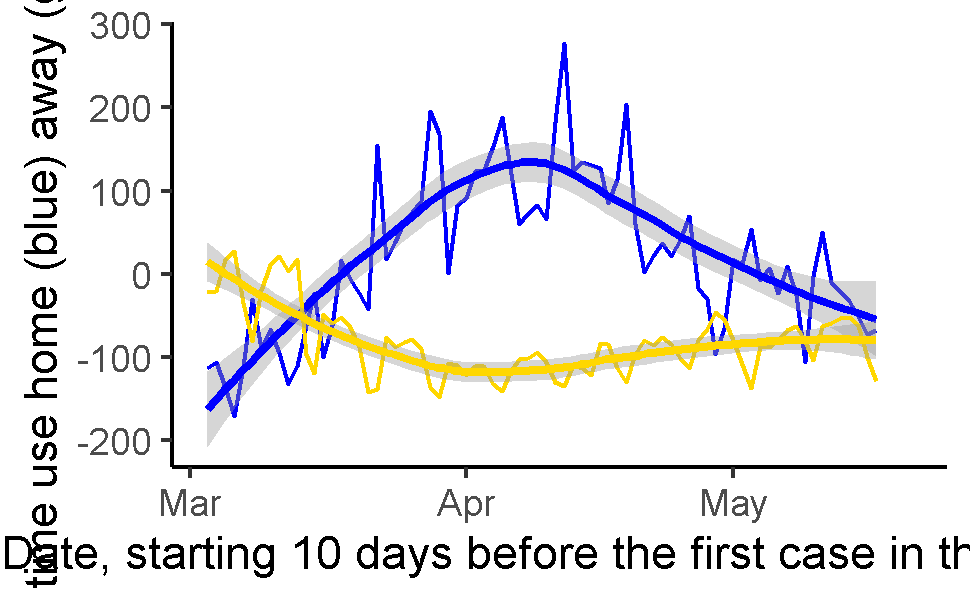 time use home (blue) away (
300
200
100
0
-100
-200
Mar Apr May
Date, starting 10 days before the first case in th